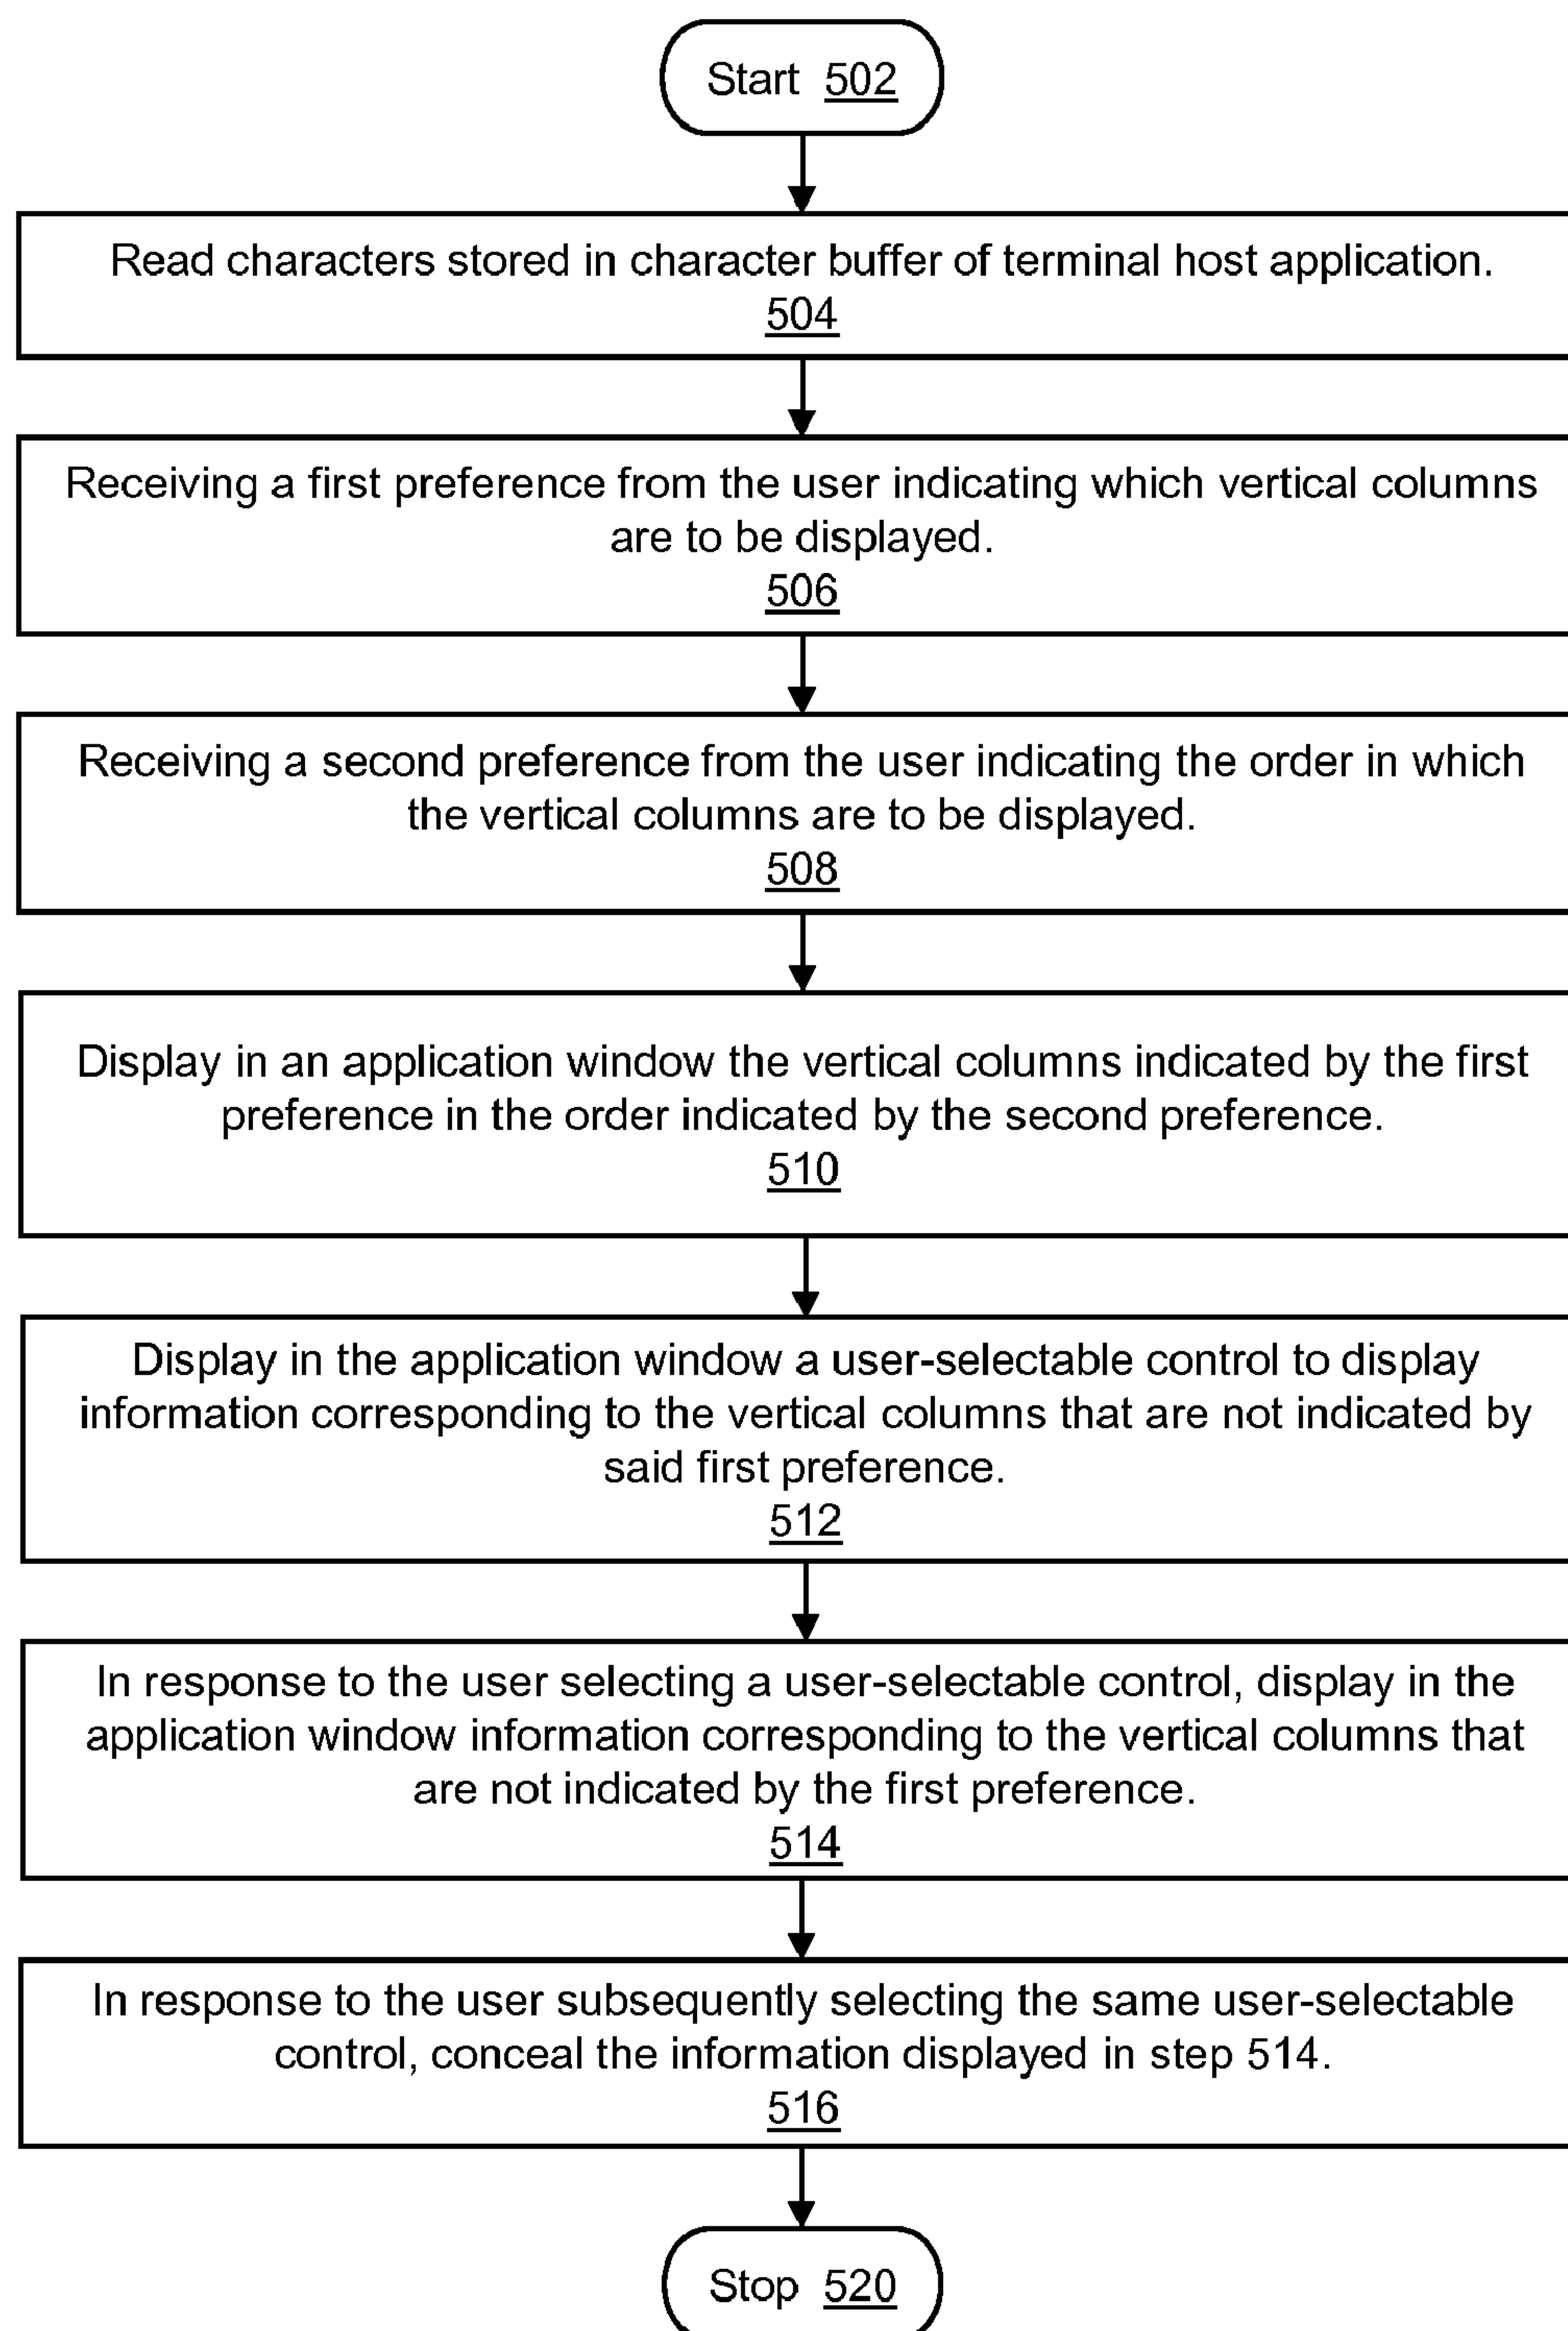 Start 502
Read characters stored in character buffer of terminal host application.
504
Receiving a first preference from the user indicating which vertical columns
are to be displayed.
506
Receiving a second preference from the user indicating the order in which
the vertical columns are to be displayed.
508
Display in an application window the vertical columns indicated by the first
preference in the order indicated by the second preference.
510
Display in the application window a user-selectable control to display
information corresponding to the vertical columns that are not indicated by
said first preference.
512
In response to the user selecting a user-selectable control, display in the
application window information corresponding to the vertical columns that
are not indicated by the first preference.
514
In response to the user subsequently selecting the same user-selectable
control, conceal the information displayed in step 514.
516
Stop 520